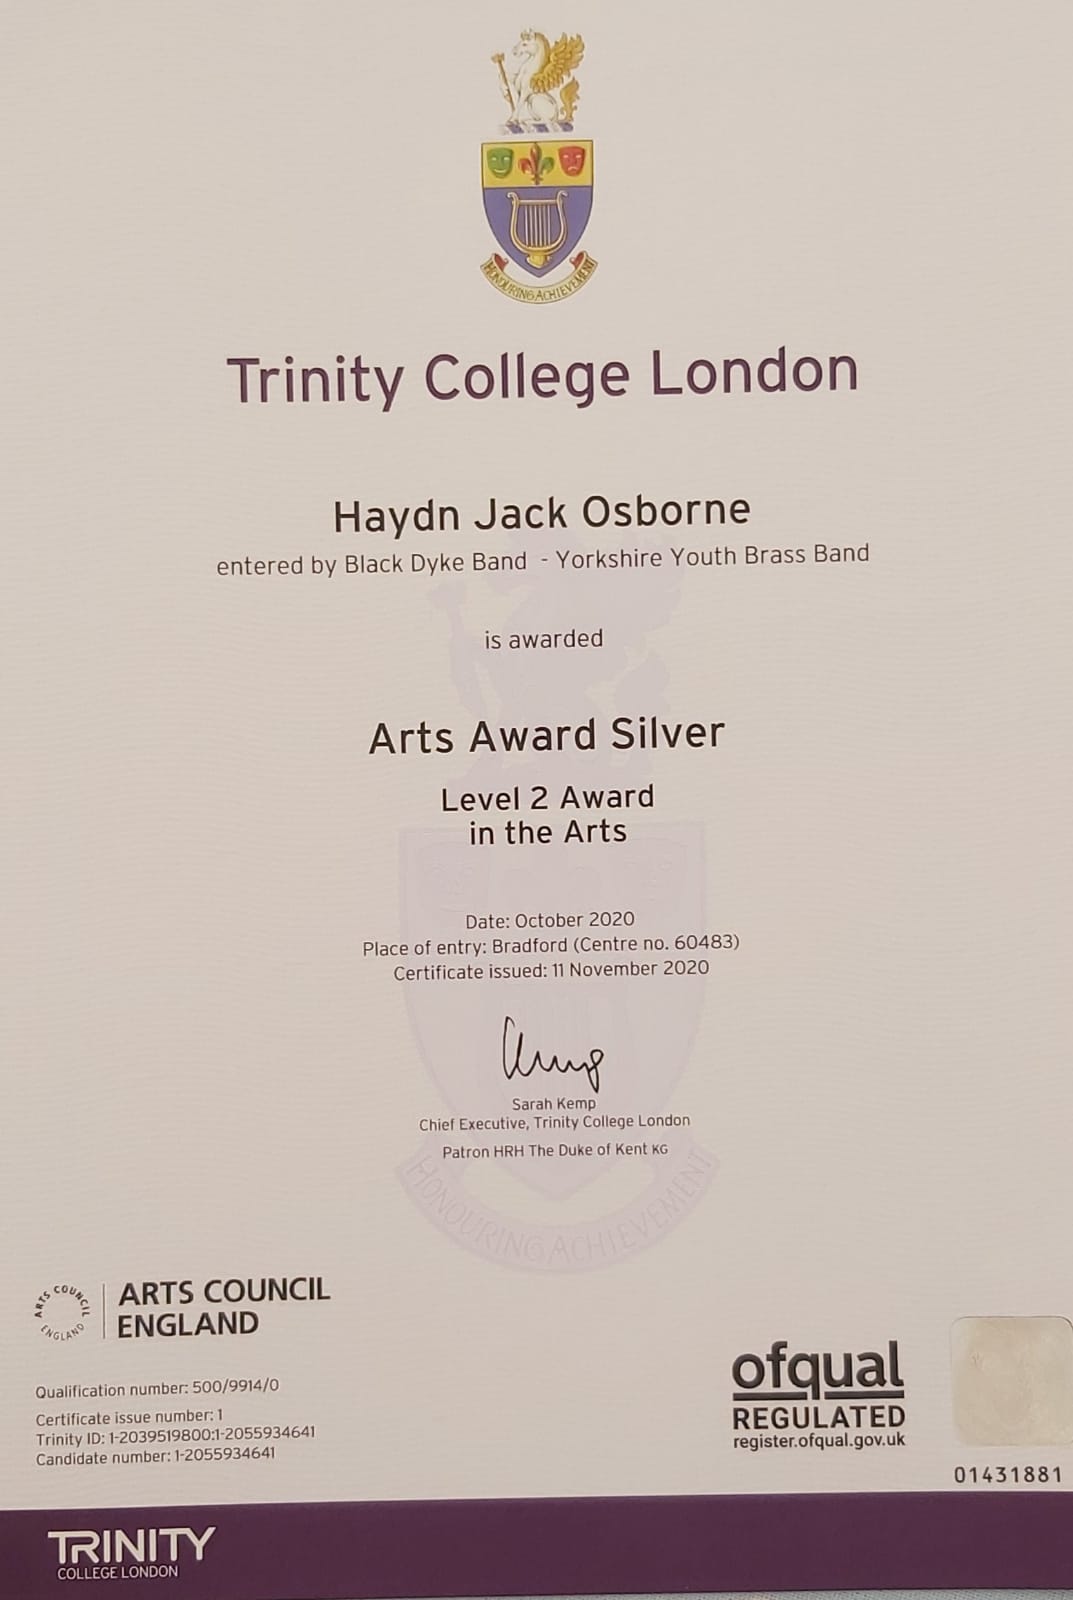 HONOURING ACHIEVEMENT
Trinity College London
Haydn Jack Osborne
entered by Black Dyke Band - Yorkshire Youth Brass Band
is awarded
Arts Award Silver
Level 2 Award
in the Arts
Date: October 2020
Place of entry: Bradford (Centre no. 60483)
Certificate issued: 11 November 2020
Sarah Kemp
Chief Executive, Trinity College London
Patron HRH The Duke of Kent KG
HONOURING ACHIEVEMENT
ARTS COUNCIL ENGLAND
ARTS COUNCIL
ENGLAND
Qualification number: 500/9914/0
Certificate issue number: 1
Trinity ID: 1-2039519800:1-2055934641
Candidate number: 1-2055934641
ofqual
REGULATED
register.ofqual.gov.uk
01431881
TRINITY
COLLEGE LONDON